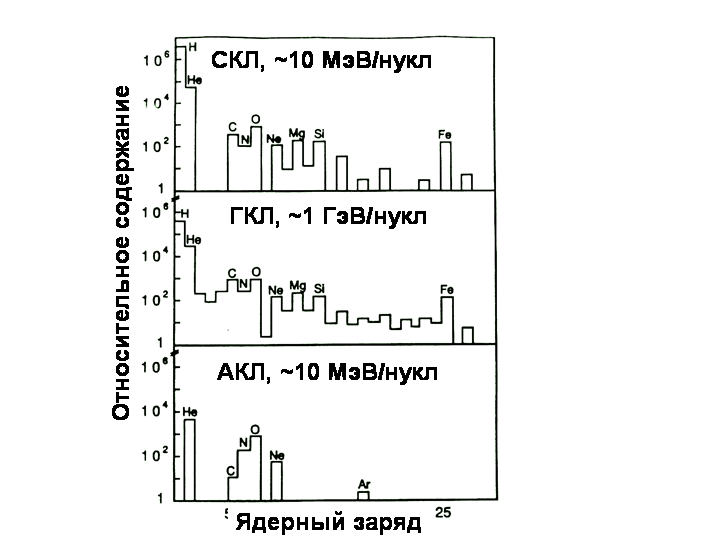 Относительное содержание
СКЛ, ~10 МэВ/нукл
10⁶
10⁴
10²
1
H
He
C
N
O
Ne
Mg
Si
Fe
ГКЛ, ~1 ГэВ/нукл
10⁶
10⁴
10²
1
H
He
C
N
O
Ne
Mg
Si
Fe
АКЛ, ~10 МэВ/нукл
10⁶
10⁴
10²
1
He
C
N
O
Ne
Ar
25
Ядерный заряд